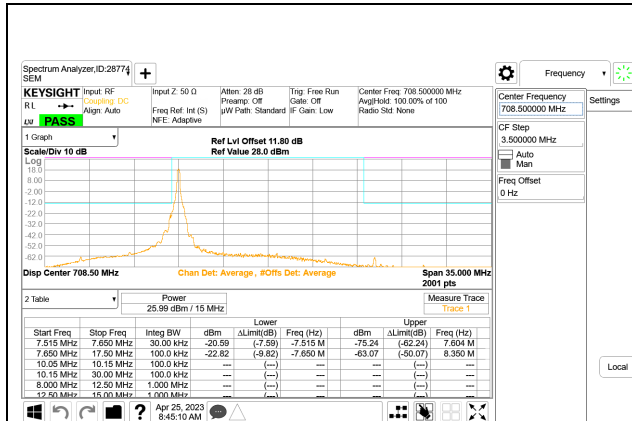 Spectrum Analyzer,ID:28774
SEM
+
Frequency
KEYSIGHT
Input: RF
Input Z: 50 Ω
Atten: 28 dB
Trig: Free Run
Center Freq: 708.500000 MHz
R L
Coupling: DC
Preamp: Off
Gate: Off
Avg|Hold: 100.00% of 100
Align: Auto
Freq Ref: Int (S)
µW Path: Standard
IF Gain: Low
Radio Std: None
LXI
PASS
NFE: Adaptive
Center Frequency
708.500000 MHz
Settings
CF Step
3.500000 MHz
Auto
Man
Freq Offset
0 Hz
Local
1 Graph
Ref Lvl Offset 11.80 dB
Scale/Div 10 dB
Ref Value 28.0 dBm
Log
18.0
8.00
-2.00
-12.0
-22.0
-32.0
-42.0
-52.0
-62.0
Disp Center 708.50 MHz
Chan Det: Average, #Offs Det: Average
Span 35.000 MHz
2001 pts
2 Table
Power
Measure Trace
25.99 dBm / 15 MHz
Trace 1
Lower Upper
Start Freq Stop Freq Integ BW dBm ΔLimit(dB) Freq (Hz) dBm ΔLimit(dB) Freq (Hz)
7.515 MHz 7.650 MHz 30.00 kHz -20.59 (-7.59) -7.515 M -75.24 (-62.24) 7.604 M
7.650 MHz 17.50 MHz 100.0 kHz -22.82 (-9.82) -7.650 M -63.07 (-50.07) 8.350 M
10.05 MHz 10.15 MHz 100.0 kHz --- (---) --- --- (---) ---
10.15 MHz 30.00 MHz 100.0 kHz --- (---) --- --- (---) ---
8.000 MHz 12.50 MHz 1.000 MHz --- (---) --- --- (---) ---
12.50 MHz 15.00 MHz 1.000 MHz --- (---) --- --- (---) ---
?
Apr 25, 2023
8:45:10 AM